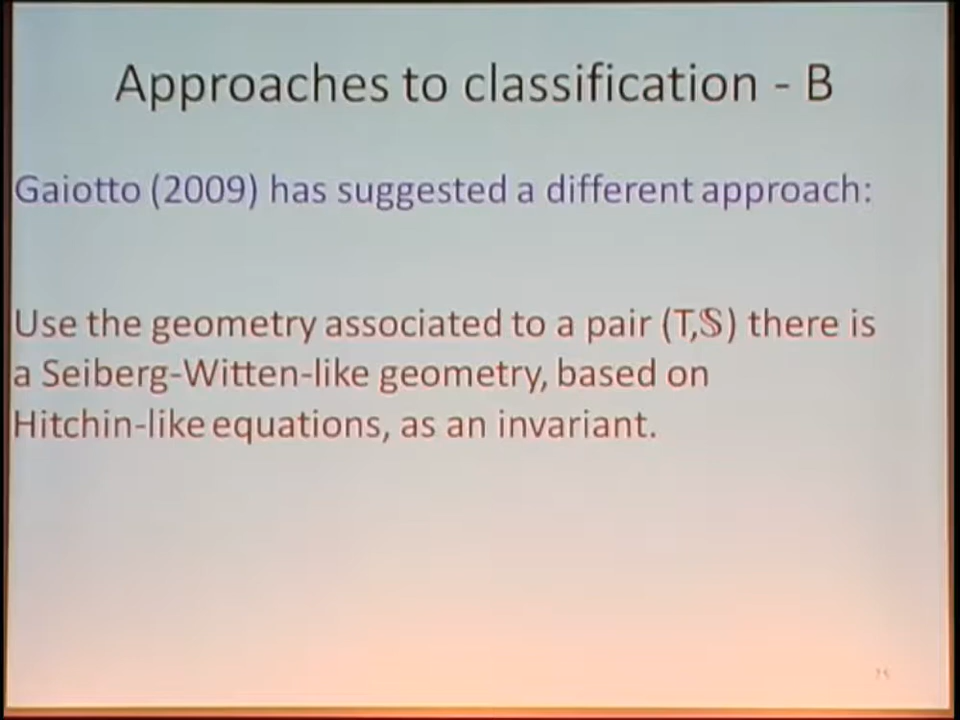 Approaches to classification - B
Gaiotto (2009) has suggested a different approach:
Use the geometry associated to a pair (T,𝕊) there is
a Seiberg-Witten-like geometry, based on
Hitchin-like equations, as an invariant.